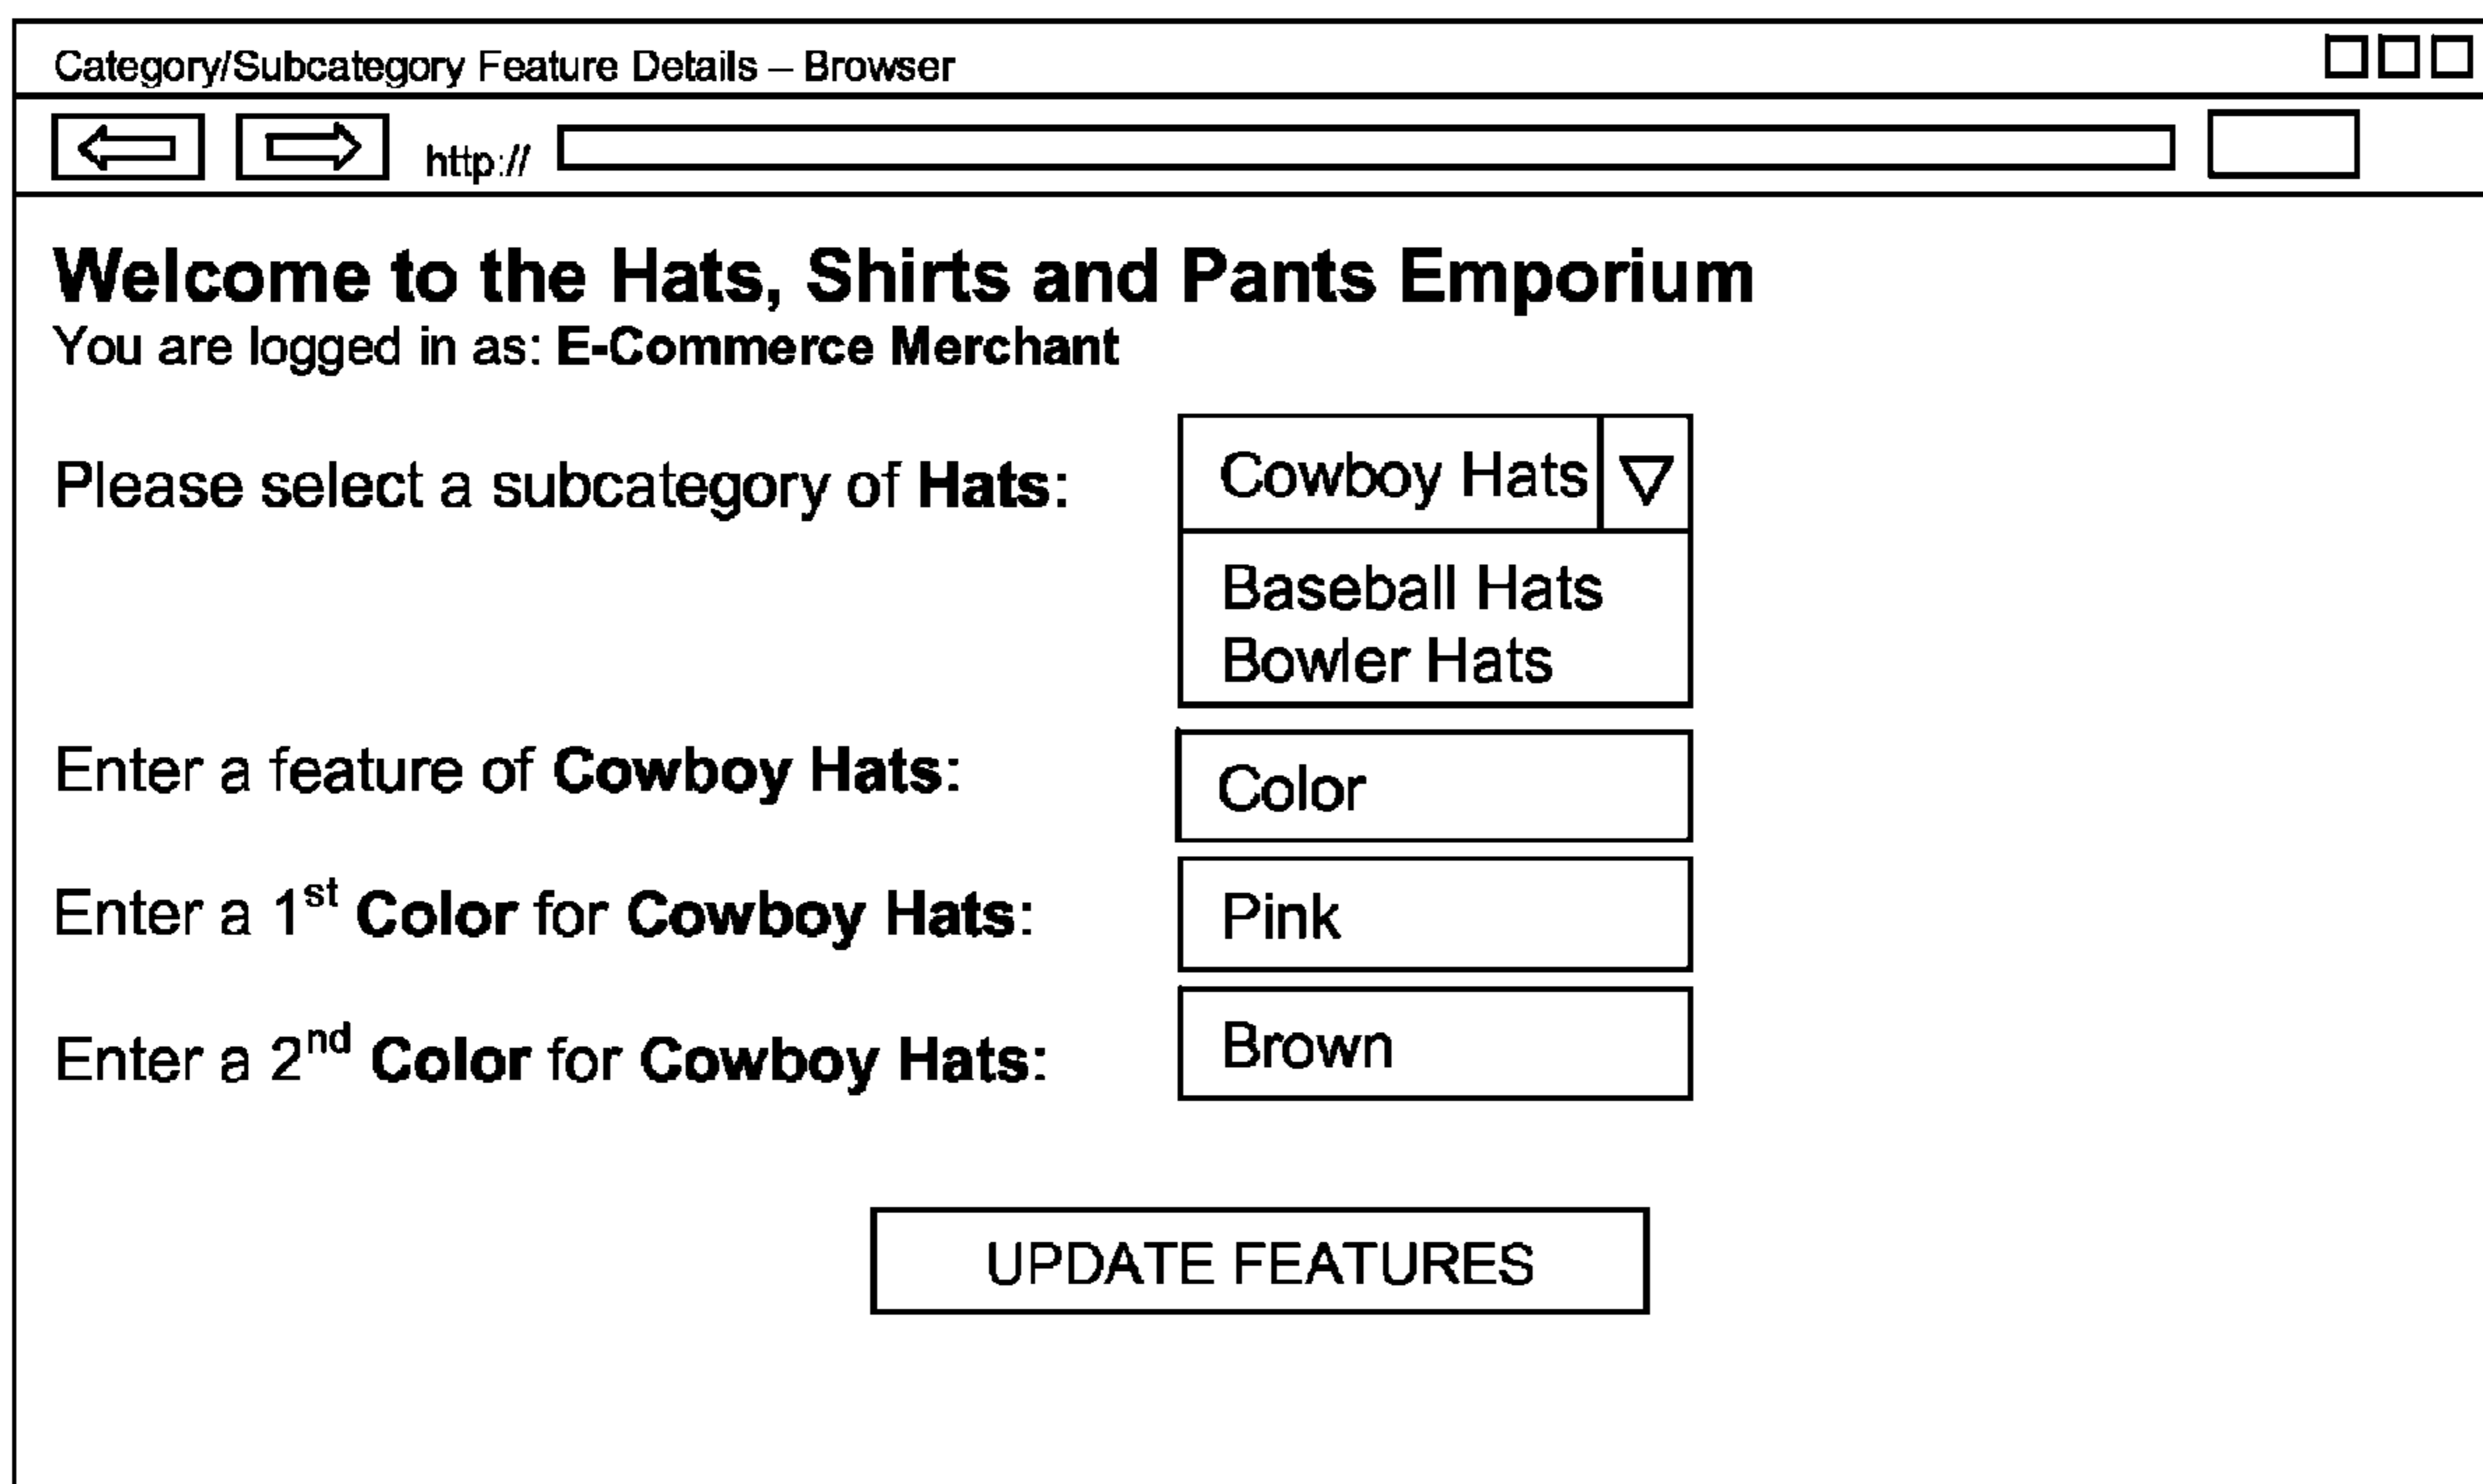 Category/Subcategory Feature Details – Browser
http://
Welcome to the Hats, Shirts and Pants Emporium
You are logged in as: E-Commerce Merchant
Please select a subcategory of Hats: Cowboy Hats
Baseball Hats
Bowler Hats
Enter a feature of Cowboy Hats: Color
Enter a 1st Color for Cowboy Hats: Pink
Enter a 2nd Color for Cowboy Hats: Brown
UPDATE FEATURES